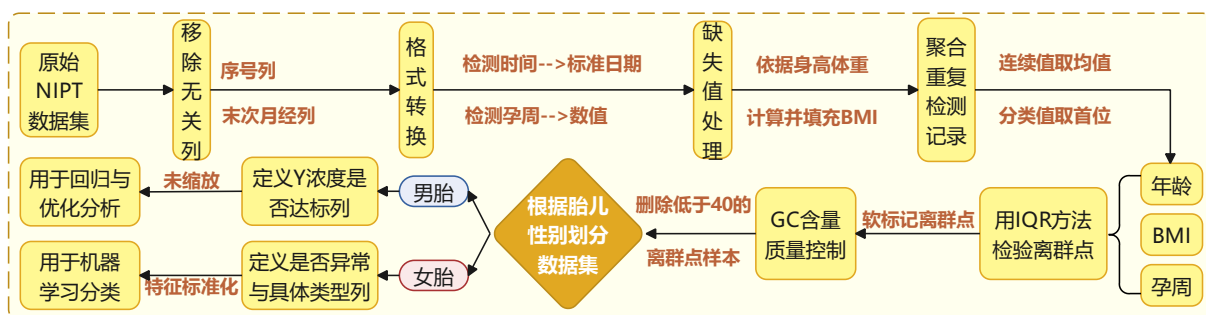 原始
NIPT
数据集
移
除
无
关
列
序号列
末次月经列
格
式
转
换
检测时间-->标准日期
检测孕周-->数值
缺
失
值
处
理
依据身高体重
计算并填充BMI
聚合
重复
检测
记录
连续值取均值
分类值取首位
年龄
BMI
孕周
用IQR方法
检验离群点
软标记离群点
GC含量
质量控制
删除低于40的
离群点样本
根据胎儿
性别划分
数据集
男胎
定义Y浓度是
否达标列
未缩放
用于回归与
优化分析
女胎
定义是否异常
与具体类型列
特征标准化
用于机器
学习分类